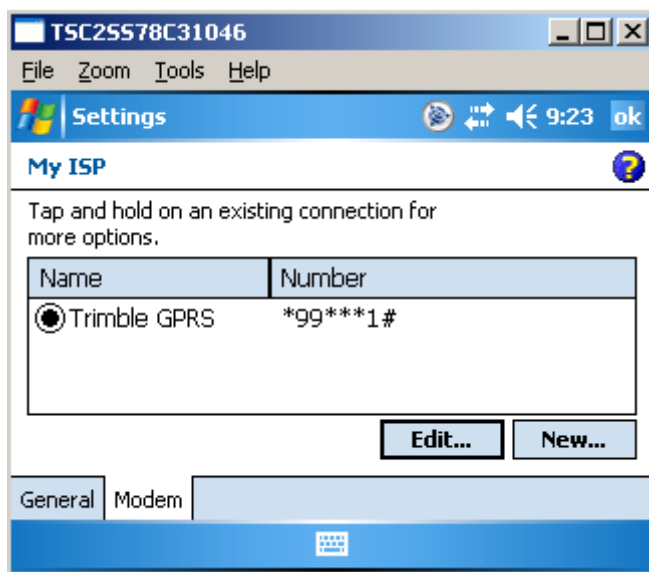 TSC2SS78C31046
File Zoom Tools Help
Settings 9:23 ok
My ISP ?
Tap and hold on an existing connection for
more options.
Name Number
Trimble GPRS *99***1#
Edit... New...
General Modem